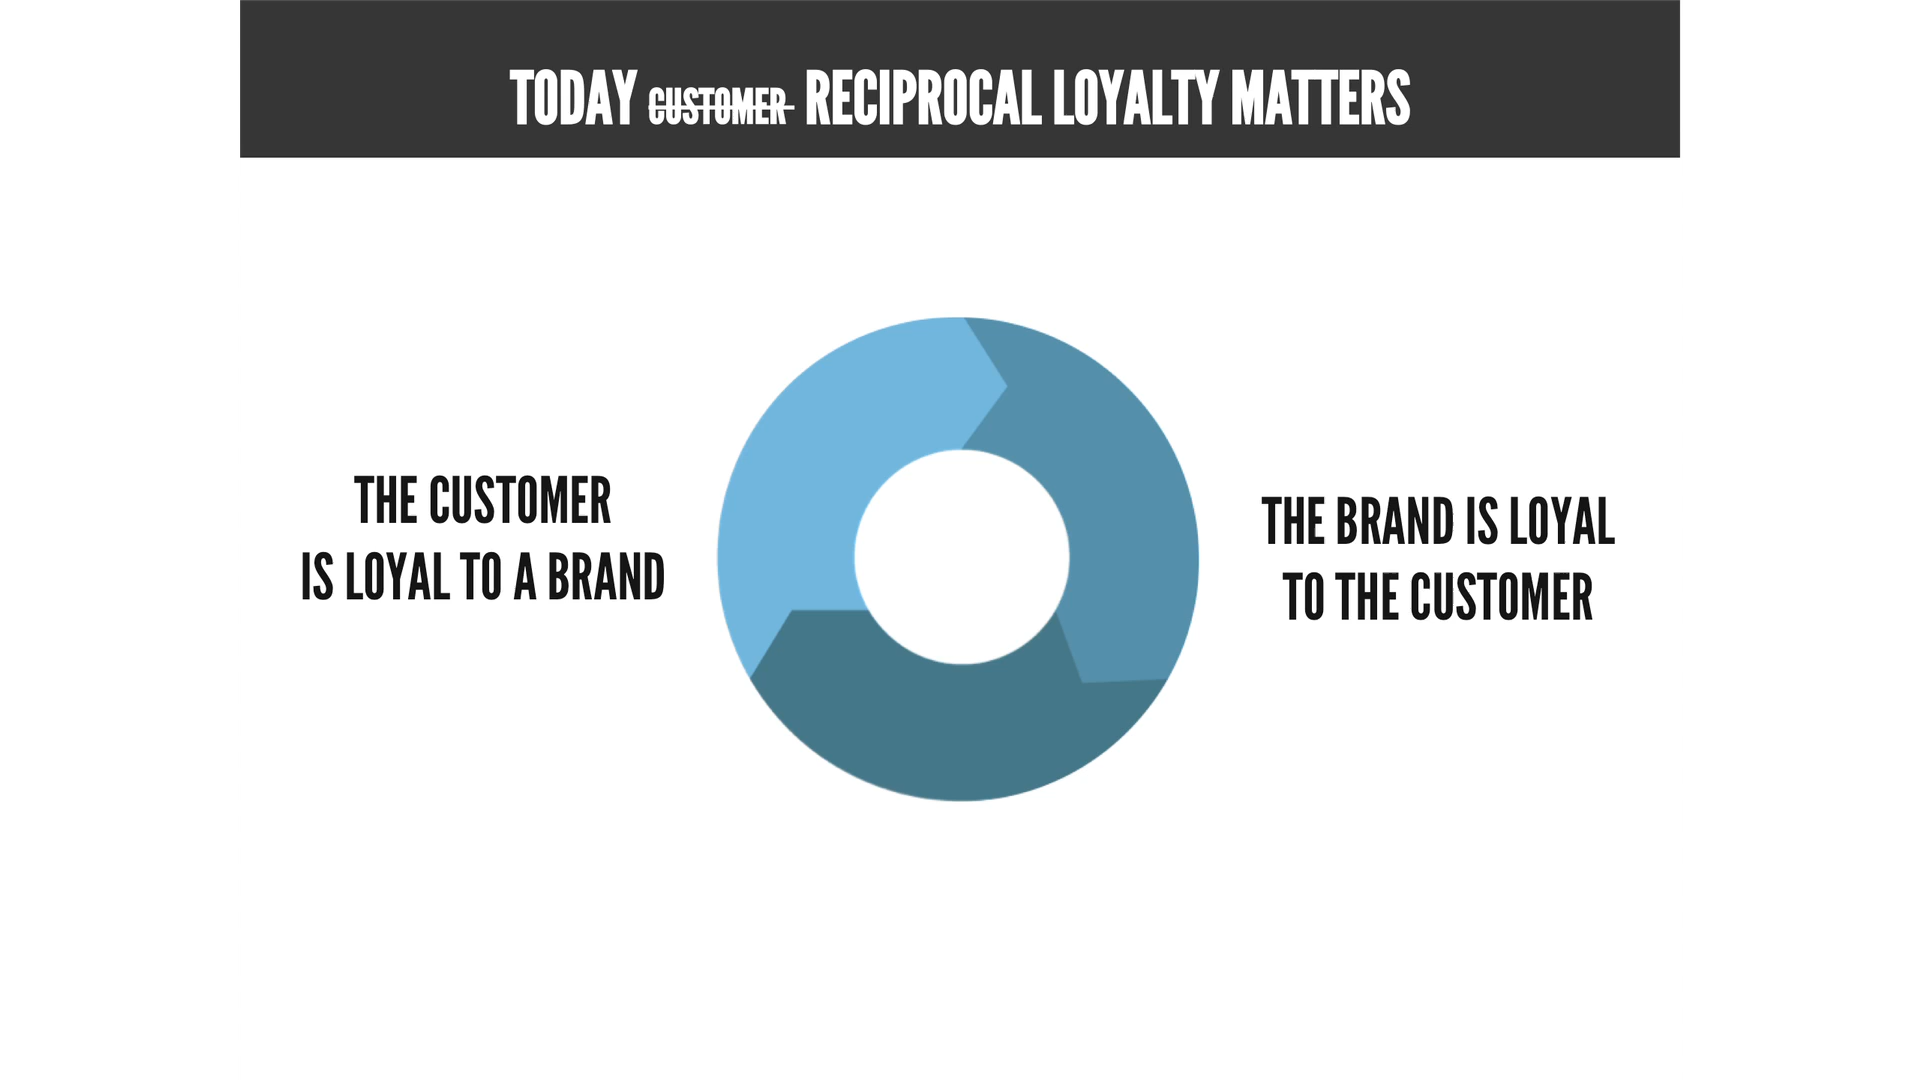 TODAY CUSTOMER RECIPROCAL LOYALTY MATTERS
THE CUSTOMER
IS LOYAL TO A BRAND
THE BRAND IS LOYAL
TO THE CUSTOMER